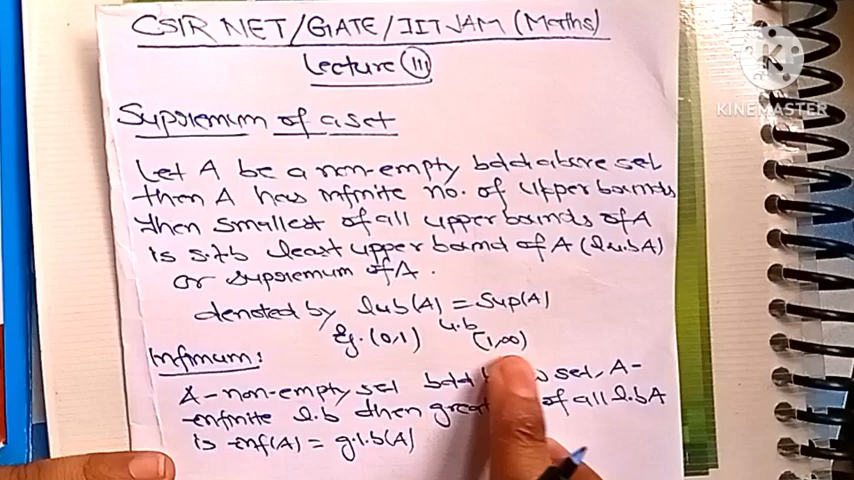 CSIR NET/GATE/IIT JAM (Maths)
Lecture III
KINEMASTER
Supremum of a set
Let A be a non-empty bdd above set
then A has infinite no. of upper bounds
then smallest of all upper bounds of A
is s.t.b least upper bound of A (l.u.b A)
or supremum of A.
denoted by lub(A) = Sup(A)
Eg. (0,1) u.b (1,∞)
Infimum:
A-non-empty set bdd set, A-
infinite l.b then of all l.b A
is inf(A) = g.l.b(A)